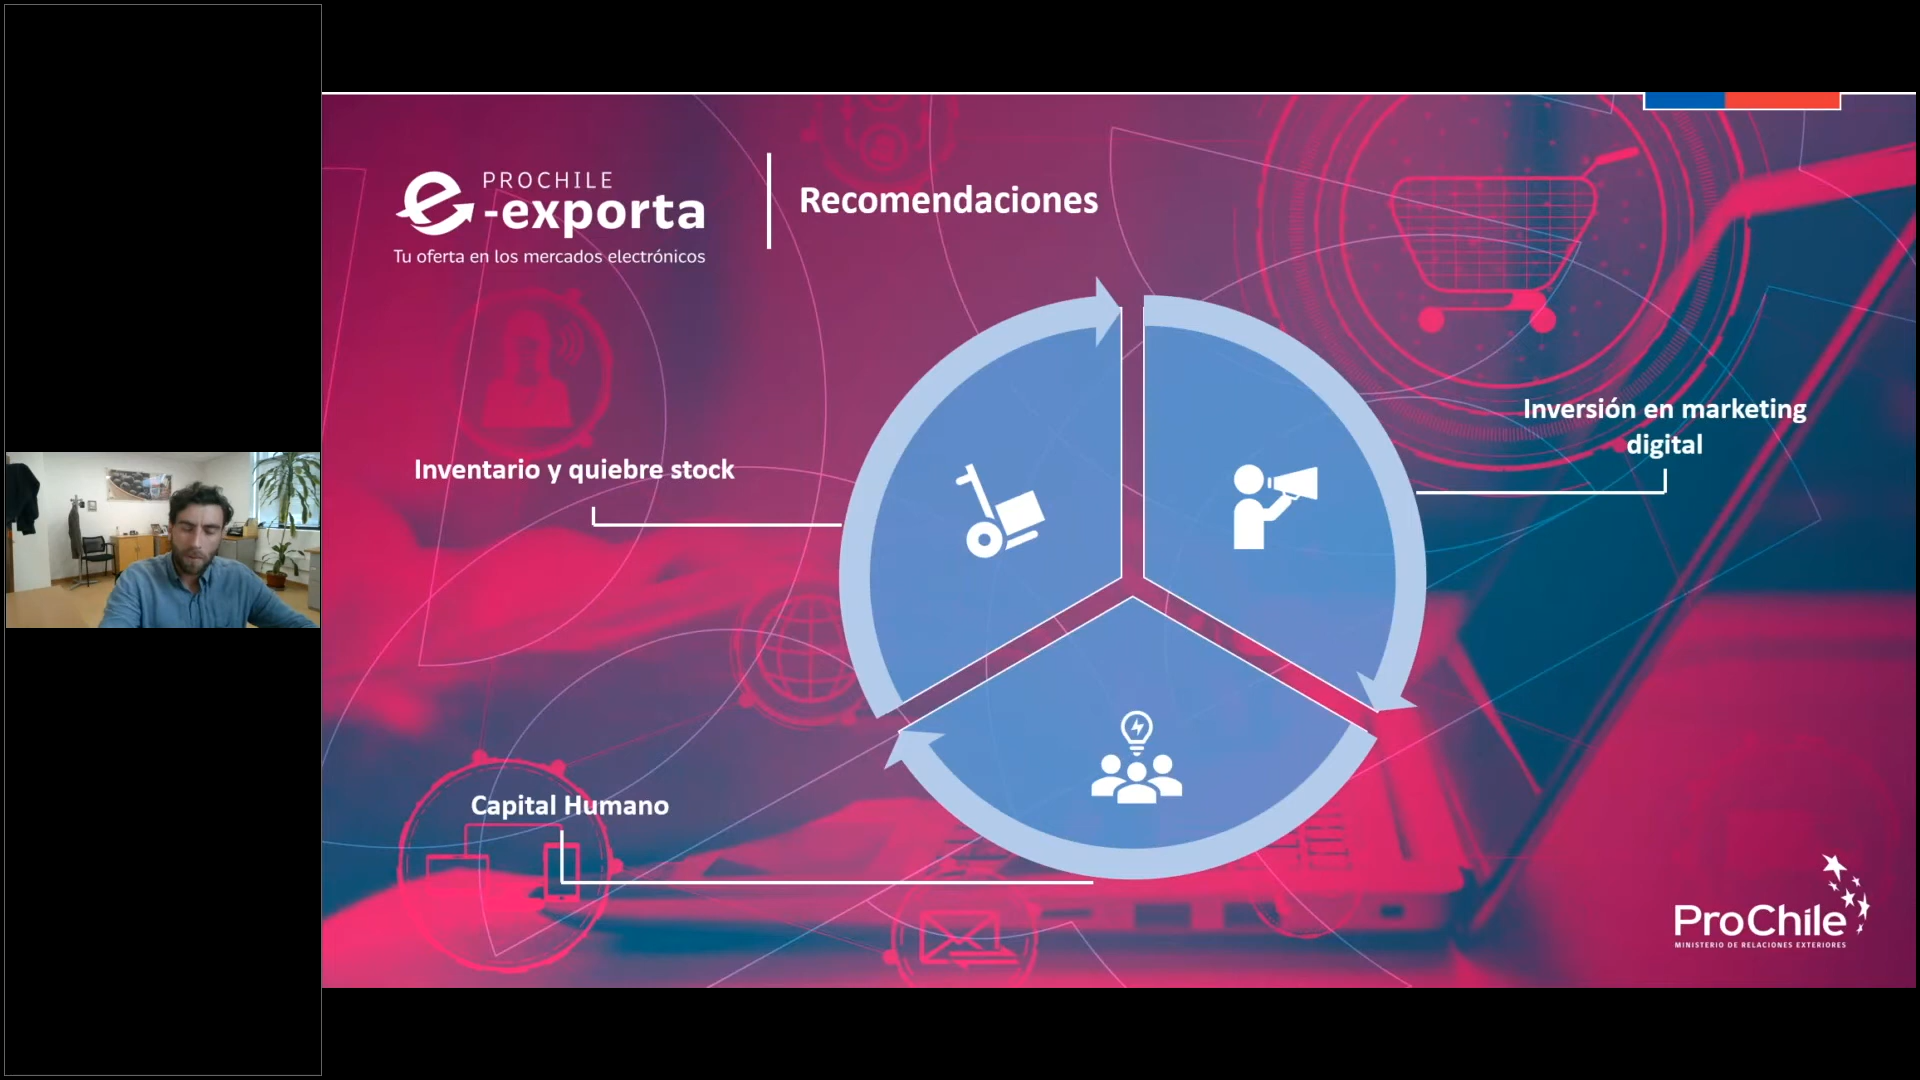 PROCHILE
e-exporta
Tu oferta en los mercados electrónicos
Recomendaciones
Inversión en marketing
digital
Inventario y quiebre stock
Capital Humano
ProChile
MINISTERIO DE RELACIONES EXTERIORES